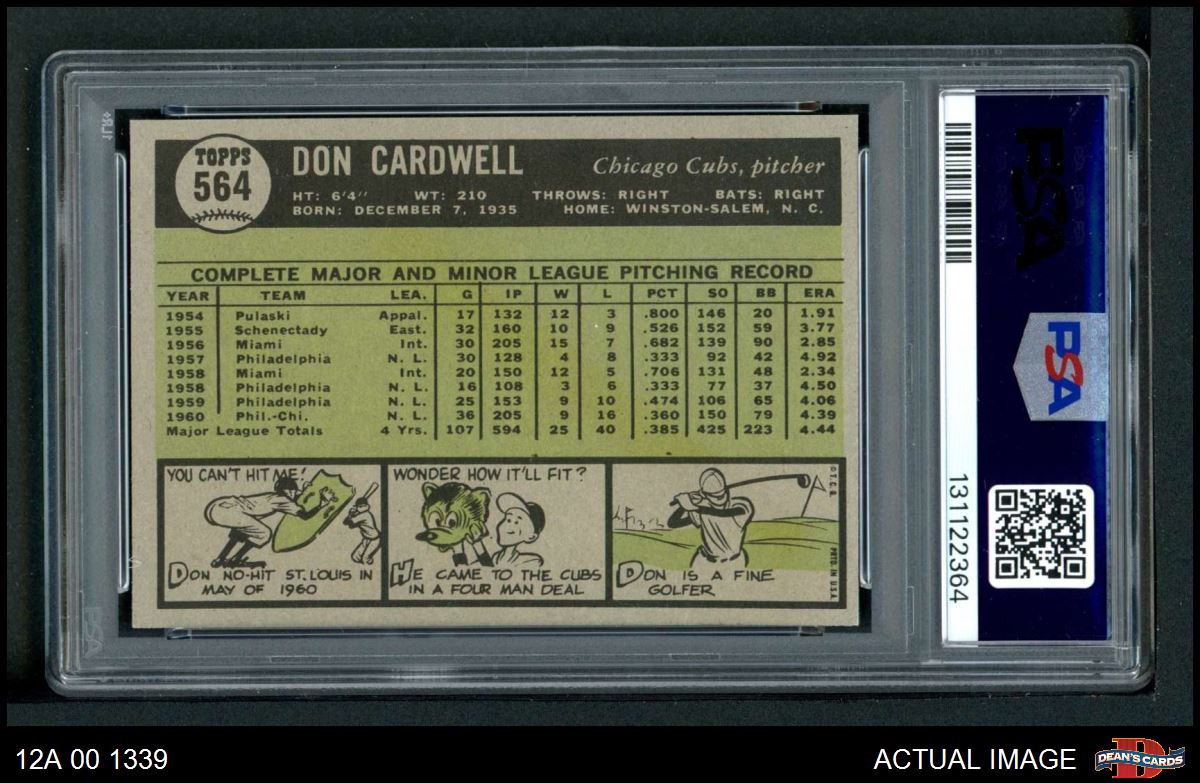 TOPPS
564
DON CARDWELL
Chicago Cubs, pitcher
HT: 6'4" WT: 210 THROWS: RIGHT BATS: RIGHT
BORN: DECEMBER 7, 1935 HOME: WINSTON-SALEM, N. C.
COMPLETE MAJOR AND MINOR LEAGUE PITCHING RECORD
YEAR TEAM LEA. G IP W L PCT SO BB ERA
1954 Pulaski Appal. 17 132 12 3 .800 146 20 1.91
1955 Schenectady East. 32 160 10 9 .526 152 59 3.77
1956 Miami Int. 30 205 15 7 .682 139 90 2.85
1957 Philadelphia N. L. 30 128 4 8 .333 92 42 4.92
1958 Miami Int. 20 150 12 5 .706 131 48 2.34
1958 Philadelphia N. L. 16 108 3 6 .333 77 37 4.50
1959 Philadelphia N. L. 25 153 9 10 .474 106 65 4.06
1960 Phil.-Chi. N. L. 36 205 9 16 .360 150 79 4.39
Major League Totals 4 Yrs. 107 594 25 40 .385 425 223 4.44
YOU CAN'T HIT ME!
DON NO-HIT ST. LOUIS IN
MAY OF 1960
WONDER HOW IT'LL FIT?
HE CAME TO THE CUBS
IN A FOUR MAN DEAL
DON IS A FINE
GOLFER
© T.C.G.
PRTD. IN U.S.A.
PSA
PSA
131122364
12A 00 1339
ACTUAL IMAGE
DEAN'S CARDS